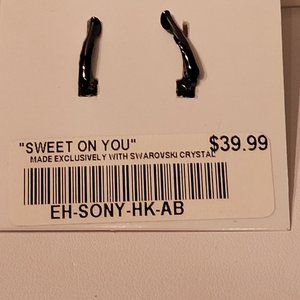 "SWEET ON YOU" $39.99
MADE EXCLUSIVELY WITH SWAROVSKI CRYSTAL
EH-SONY-HK-AB